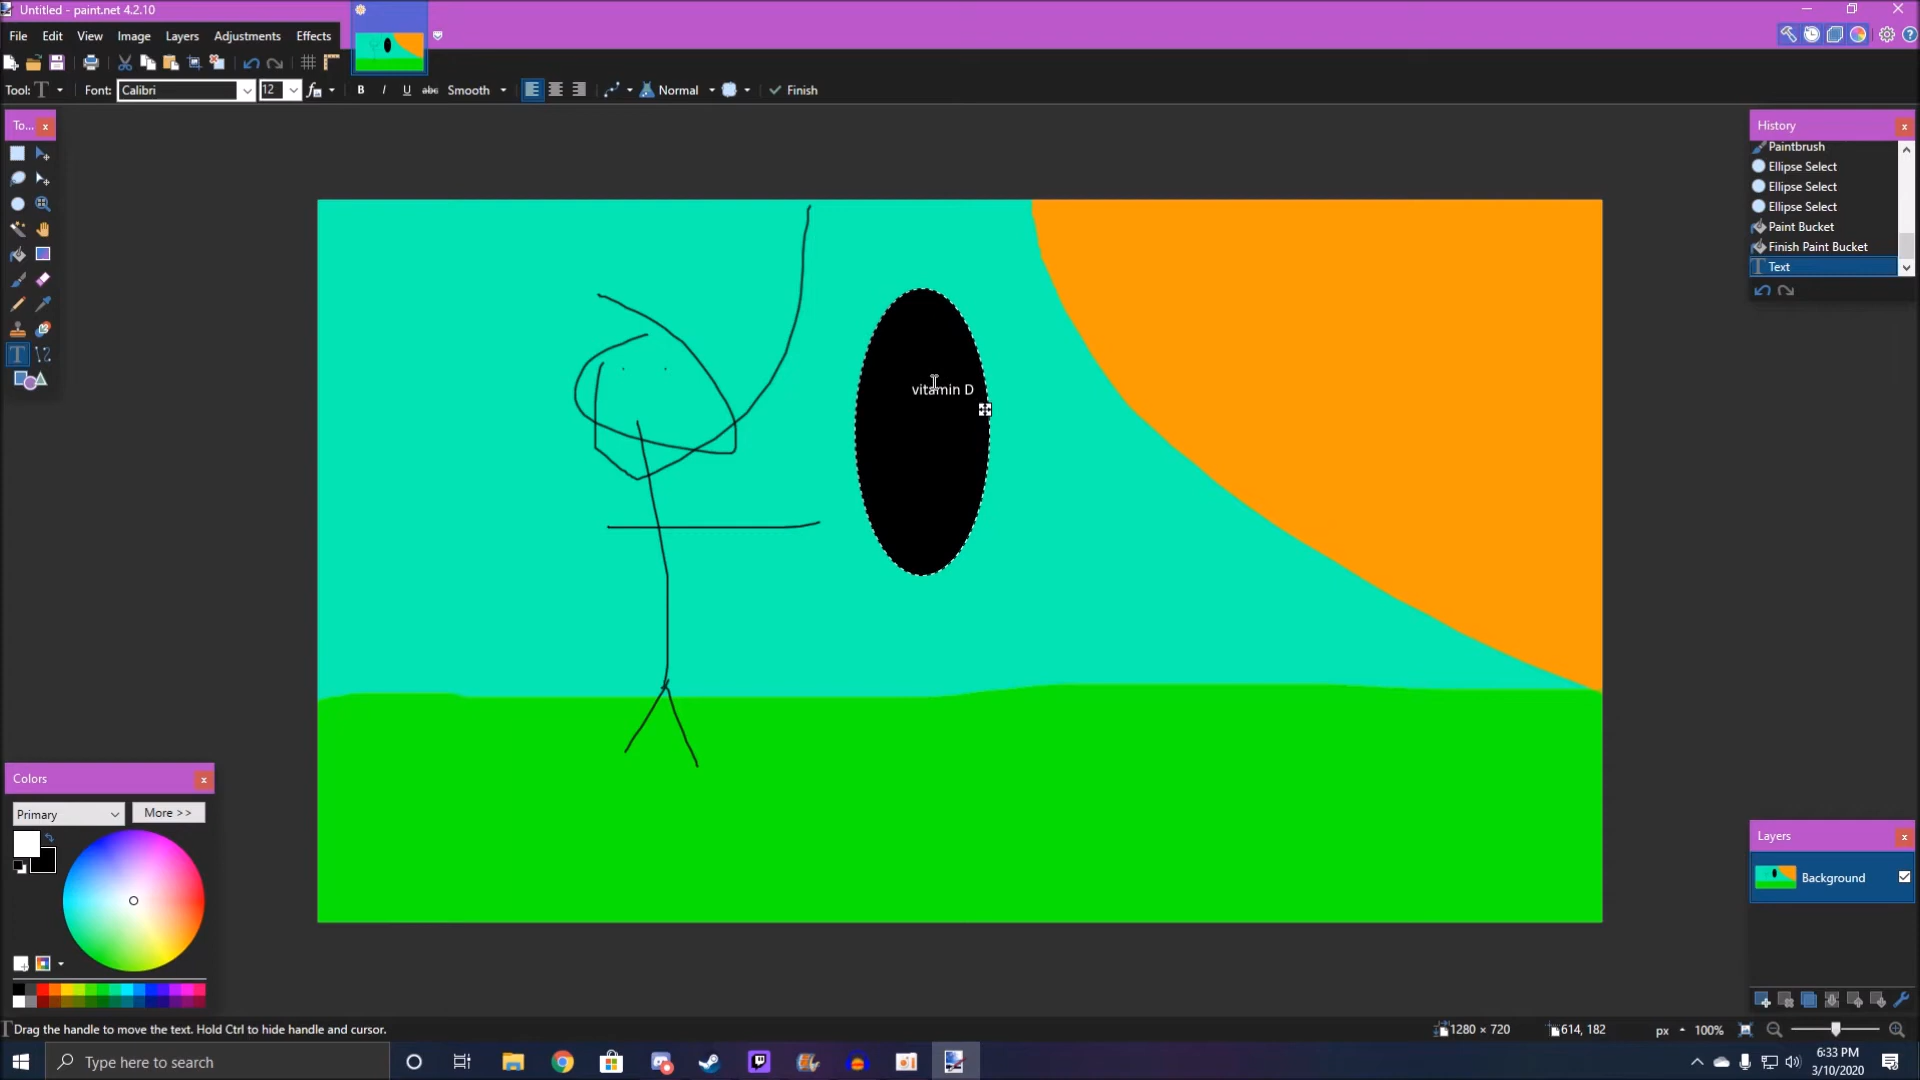 Untitled - paint.net 4.2.10
File Edit View Image Layers Adjustments Effects
Tool: T Font: Calibri 12 fx B I U abc Smooth Normal Finish
To...
History
Paintbrush
Ellipse Select
Ellipse Select
Ellipse Select
Paint Bucket
Finish Paint Bucket
Text
vitamin D
Colors
Primary More >>
Layers
Background
Drag the handle to move the text. Hold Ctrl to hide handle and cursor. 1280 × 720 614, 182 px 100%
Type here to search
6:33 PM
3/10/2020